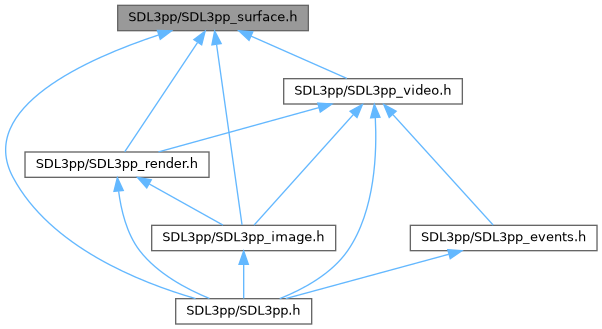 SDL3pp/SDL3pp_surface.h
SDL3pp/SDL3pp_video.h
SDL3pp/SDL3pp_render.h
SDL3pp/SDL3pp_image.h
SDL3pp/SDL3pp_events.h
SDL3pp/SDL3pp.h